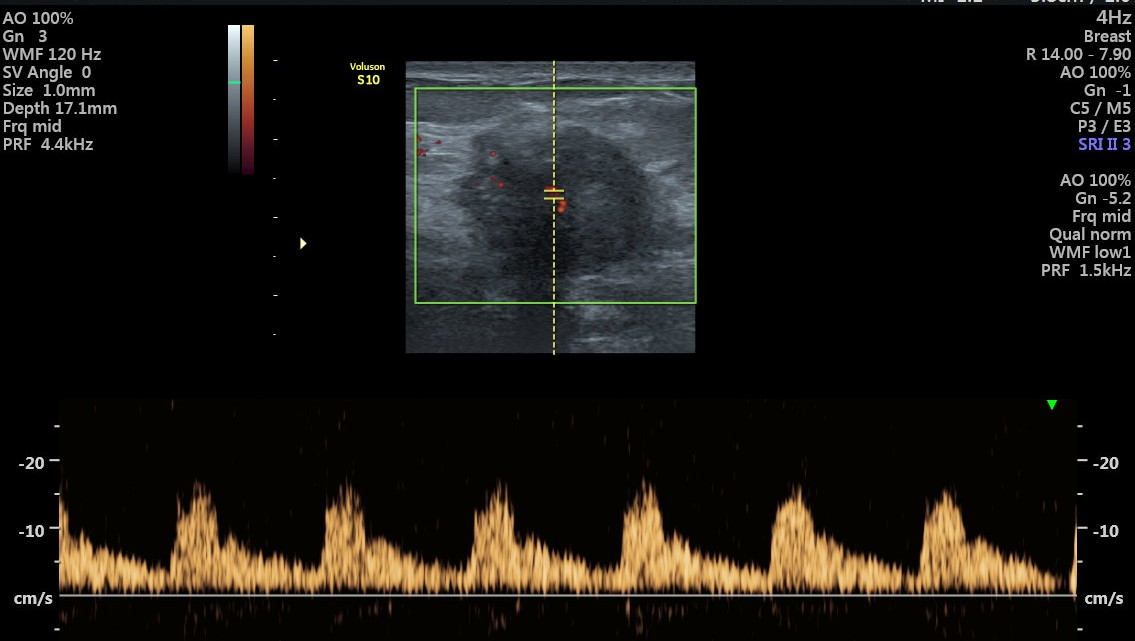 AO 100%
Gn 3
WMF 120 Hz
SV Angle 0
Size 1.0mm
Depth 17.1mm
Frq mid
PRF 4.4kHz
Voluson
S10
4Hz
Breast
R 14.00 - 7.90
AO 100%
Gn -1
C5 / M5
P3 / E3
SRI II 3
AO 100%
Gn -5.2
Frq mid
Qual norm
WMF low1
PRF 1.5kHz
-20
-10
cm/s
-20
-10
cm/s